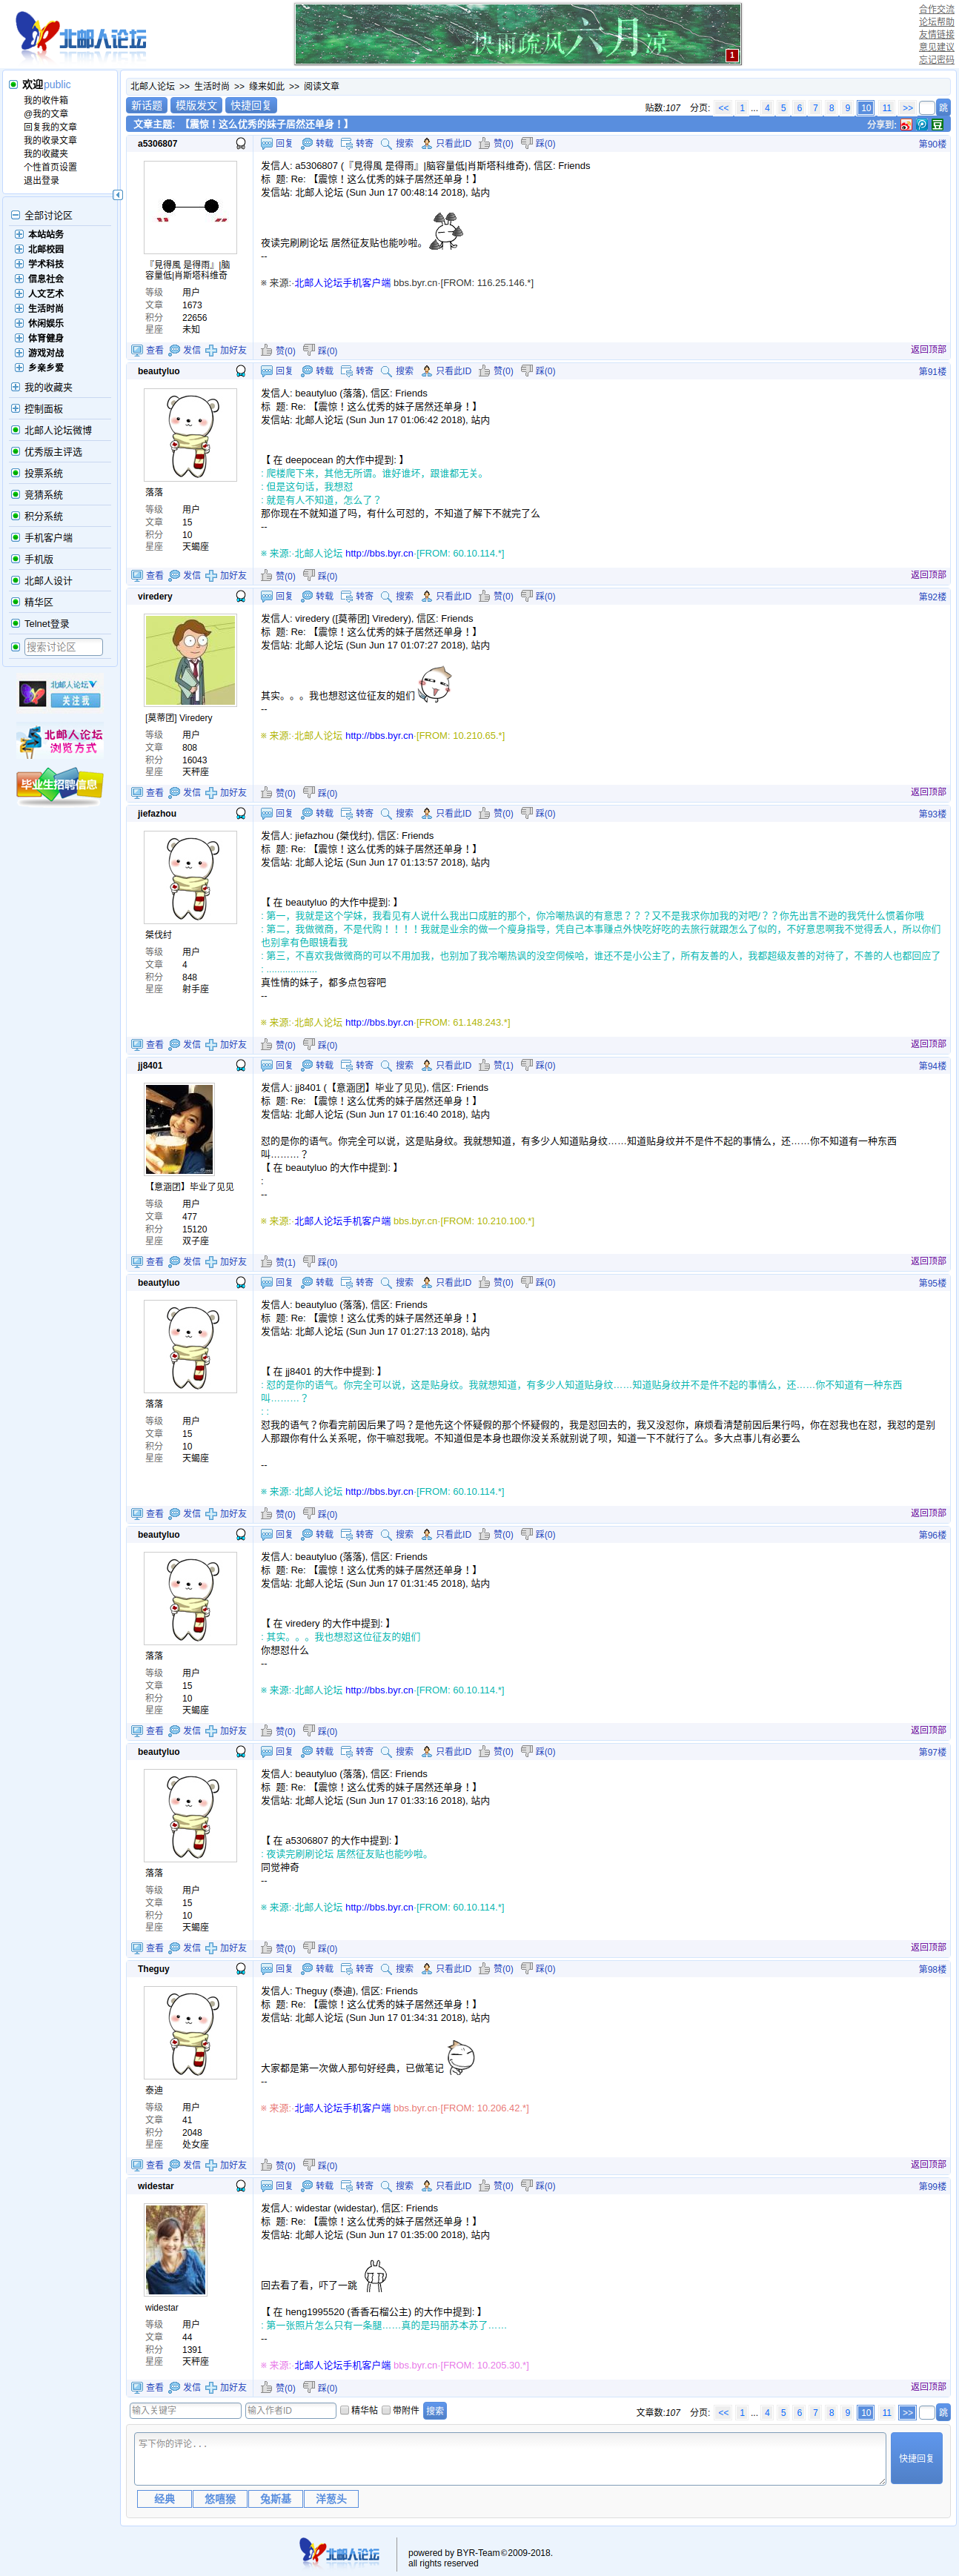 北邮人论坛
快雨疏风六月凉
1
合作交流
论坛帮助
友情链接
意见建议
忘记密码
欢迎public
我的收件箱
@我的文章
回复我的文章
我的收录文章
我的收藏夹
个性首页设置
退出登录
全部讨论区
本站站务
北邮校园
学术科技
信息社会
人文艺术
生活时尚
休闲娱乐
体育健身
游戏对战
乡亲乡爱
我的收藏夹
控制面板
北邮人论坛微博
优秀版主评选
投票系统
竞猜系统
积分系统
手机客户端
手机版
北邮人设计
精华区
Telnet登录
搜索讨论区
北邮人论坛
关注我
北邮人论坛
浏览方式
毕业生招聘信息
北邮人论坛 >> 生活时尚 >> 缘来如此 >> 阅读文章
新话题 模版发文 快捷回复
贴数:107 分页: << 1 ... 4 5 6 7 8 9 10 11 >> 跳
文章主题: 【震惊！这么优秀的妹子居然还单身！】 分享到: 豆
a5306807 回复 转载 转寄 搜索 只看此ID 赞(0) 踩(0) 第90楼
『見得風 是得雨』|脑
容量低|肖斯塔科维奇
等级 用户
文章 1673
积分 22656
星座 未知
发信人: a5306807 (『見得風 是得雨』|脑容量低|肖斯塔科维奇), 信区: Friends
标 题: Re: 【震惊！这么优秀的妹子居然还单身！】
发信站: 北邮人论坛 (Sun Jun 17 00:48:14 2018), 站内
夜读完刷刷论坛 居然征友贴也能吵啦。
--
※ 来源:·北邮人论坛手机客户端 bbs.byr.cn·[FROM: 116.25.146.*]
查看 发信 加好友 赞(0) 踩(0) 返回顶部
beautyluo 回复 转载 转寄 搜索 只看此ID 赞(0) 踩(0) 第91楼
落落
等级 用户
文章 15
积分 10
星座 天蝎座
发信人: beautyluo (落落), 信区: Friends
标 题: Re: 【震惊！这么优秀的妹子居然还单身！】
发信站: 北邮人论坛 (Sun Jun 17 01:06:42 2018), 站内
【 在 deepocean 的大作中提到: 】
: 爬楼爬下来，其他无所谓。谁好谁坏，跟谁都无关。
: 但是这句话，我想怼
: 就是有人不知道，怎么了？
那你现在不就知道了吗，有什么可怼的，不知道了解下不就完了么
--
※ 来源:·北邮人论坛 http://bbs.byr.cn·[FROM: 60.10.114.*]
查看 发信 加好友 赞(0) 踩(0) 返回顶部
viredery 回复 转载 转寄 搜索 只看此ID 赞(0) 踩(0) 第92楼
[莫蒂团] Viredery
等级 用户
文章 808
积分 16043
星座 天秤座
发信人: viredery ([莫蒂团] Viredery), 信区: Friends
标 题: Re: 【震惊！这么优秀的妹子居然还单身！】
发信站: 北邮人论坛 (Sun Jun 17 01:07:27 2018), 站内
其实。。。我也想怼这位征友的姐们
--
※ 来源:·北邮人论坛 http://bbs.byr.cn·[FROM: 10.210.65.*]
查看 发信 加好友 赞(0) 踩(0) 返回顶部
jiefazhou 回复 转载 转寄 搜索 只看此ID 赞(0) 踩(0) 第93楼
桀伐纣
等级 用户
文章 4
积分 848
星座 射手座
发信人: jiefazhou (桀伐纣), 信区: Friends
标 题: Re: 【震惊！这么优秀的妹子居然还单身！】
发信站: 北邮人论坛 (Sun Jun 17 01:13:57 2018), 站内
【 在 beautyluo 的大作中提到: 】
: 第一，我就是这个学妹，我看见有人说什么我出口成脏的那个，你冷嘲热讽的有意思？？？又不是我求你加我的对吧/？？你先出言不逊的我凭什么惯着你哦
: 第二，我做微商，不是代购！！！！我就是业余的做一个瘦身指导，凭自己本事赚点外快吃好吃的去旅行就跟怎么了似的，不好意思啊我不觉得丢人，所以你们
也别拿有色眼镜看我
: 第三，不喜欢我做微商的可以不用加我，也别加了我冷嘲热讽的没空伺候哈，谁还不是小公主了，所有友善的人，我都超级友善的对待了，不善的人也都回应了
: ...................
真性情的妹子，都多点包容吧
--
※ 来源:·北邮人论坛 http://bbs.byr.cn·[FROM: 61.148.243.*]
查看 发信 加好友 赞(0) 踩(0) 返回顶部
jj8401 回复 转载 转寄 搜索 只看此ID 赞(1) 踩(0) 第94楼
【意涵团】毕业了见见
等级 用户
文章 477
积分 15120
星座 双子座
发信人: jj8401 (【意涵团】毕业了见见), 信区: Friends
标 题: Re: 【震惊！这么优秀的妹子居然还单身！】
发信站: 北邮人论坛 (Sun Jun 17 01:16:40 2018), 站内
怼的是你的语气。你完全可以说，这是贴身纹。我就想知道，有多少人知道贴身纹……知道贴身纹并不是件不起的事情么，还……你不知道有一种东西
叫………？
【 在 beautyluo 的大作中提到: 】
:
--
※ 来源:·北邮人论坛手机客户端 bbs.byr.cn·[FROM: 10.210.100.*]
查看 发信 加好友 赞(1) 踩(0) 返回顶部
beautyluo 回复 转载 转寄 搜索 只看此ID 赞(0) 踩(0) 第95楼
落落
等级 用户
文章 15
积分 10
星座 天蝎座
发信人: beautyluo (落落), 信区: Friends
标 题: Re: 【震惊！这么优秀的妹子居然还单身！】
发信站: 北邮人论坛 (Sun Jun 17 01:27:13 2018), 站内
【 在 jj8401 的大作中提到: 】
: 怼的是你的语气。你完全可以说，这是贴身纹。我就想知道，有多少人知道贴身纹……知道贴身纹并不是件不起的事情么，还……你不知道有一种东西
叫………？
: :
怼我的语气？你看完前因后果了吗？是他先这个怀疑假的那个怀疑假的，我是怼回去的，我又没怼你，麻烦看清楚前因后果行吗，你在怼我也在怼，我怼的是别
人那跟你有什么关系呢，你干嘛怼我呢。不知道但是本身也跟你没关系就别说了呗，知道一下不就行了么。多大点事儿有必要么
--
※ 来源:·北邮人论坛 http://bbs.byr.cn·[FROM: 60.10.114.*]
查看 发信 加好友 赞(0) 踩(0) 返回顶部
beautyluo 回复 转载 转寄 搜索 只看此ID 赞(0) 踩(0) 第96楼
落落
等级 用户
文章 15
积分 10
星座 天蝎座
发信人: beautyluo (落落), 信区: Friends
标 题: Re: 【震惊！这么优秀的妹子居然还单身！】
发信站: 北邮人论坛 (Sun Jun 17 01:31:45 2018), 站内
【 在 viredery 的大作中提到: 】
: 其实。。。我也想怼这位征友的姐们
你想怼什么
--
※ 来源:·北邮人论坛 http://bbs.byr.cn·[FROM: 60.10.114.*]
查看 发信 加好友 赞(0) 踩(0) 返回顶部
beautyluo 回复 转载 转寄 搜索 只看此ID 赞(0) 踩(0) 第97楼
落落
等级 用户
文章 15
积分 10
星座 天蝎座
发信人: beautyluo (落落), 信区: Friends
标 题: Re: 【震惊！这么优秀的妹子居然还单身！】
发信站: 北邮人论坛 (Sun Jun 17 01:33:16 2018), 站内
【 在 a5306807 的大作中提到: 】
: 夜读完刷刷论坛 居然征友贴也能吵啦。
同觉神奇
--
※ 来源:·北邮人论坛 http://bbs.byr.cn·[FROM: 60.10.114.*]
查看 发信 加好友 赞(0) 踩(0) 返回顶部
Theguy 回复 转载 转寄 搜索 只看此ID 赞(0) 踩(0) 第98楼
泰迪
等级 用户
文章 41
积分 2048
星座 处女座
发信人: Theguy (泰迪), 信区: Friends
标 题: Re: 【震惊！这么优秀的妹子居然还单身！】
发信站: 北邮人论坛 (Sun Jun 17 01:34:31 2018), 站内
大家都是第一次做人那句好经典，已做笔记
--
※ 来源:·北邮人论坛手机客户端 bbs.byr.cn·[FROM: 10.206.42.*]
查看 发信 加好友 赞(0) 踩(0) 返回顶部
widestar 回复 转载 转寄 搜索 只看此ID 赞(0) 踩(0) 第99楼
widestar
等级 用户
文章 44
积分 1391
星座 天秤座
发信人: widestar (widestar), 信区: Friends
标 题: Re: 【震惊！这么优秀的妹子居然还单身！】
发信站: 北邮人论坛 (Sun Jun 17 01:35:00 2018), 站内
回去看了看，吓了一跳
【 在 heng1995520 (香香石榴公主) 的大作中提到: 】
: 第一张照片怎么只有一条腿……真的是玛丽苏本苏了……
--
※ 来源:·北邮人论坛手机客户端 bbs.byr.cn·[FROM: 10.205.30.*]
查看 发信 加好友 赞(0) 踩(0) 返回顶部
输入关键字 输入作者ID 精华帖 带附件 搜索
文章数:107 分页: << 1 ... 4 5 6 7 8 9 10 11 >> 跳
写下你的评论...
快捷回复
经典 悠嘻猴 兔斯基 洋葱头
北邮人论坛
powered by BYR-Team©2009-2018.
all rights reserved